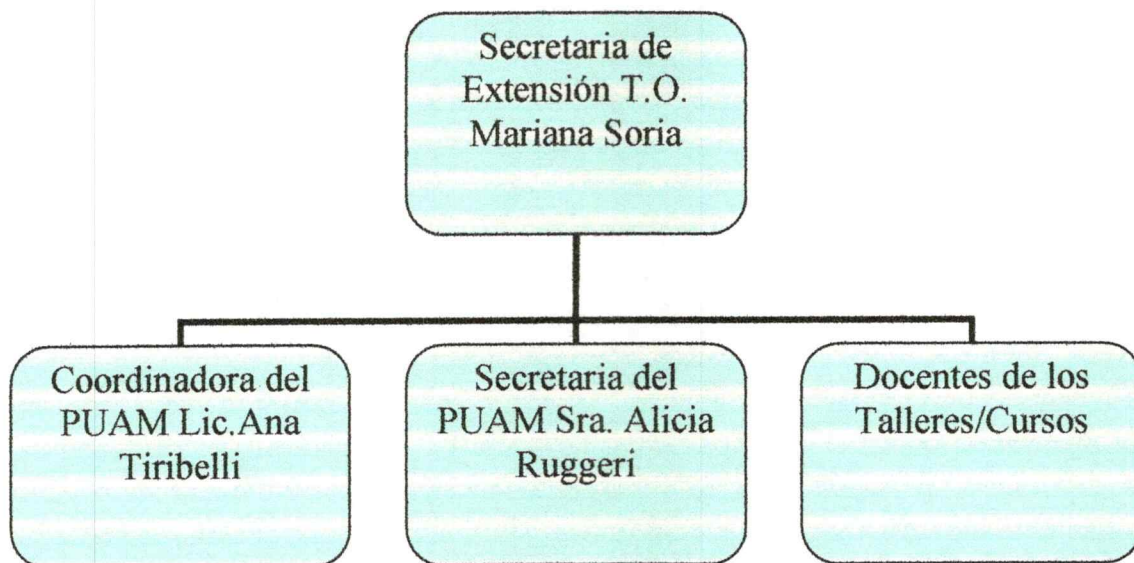 Secretaria de
Extensión T.O.
Mariana Soria
Coordinadora del
PUAM Lic.Ana
Tiribelli
Secretaria del
PUAM Sra. Alicia
Ruggeri
Docentes de los
Talleres/Cursos